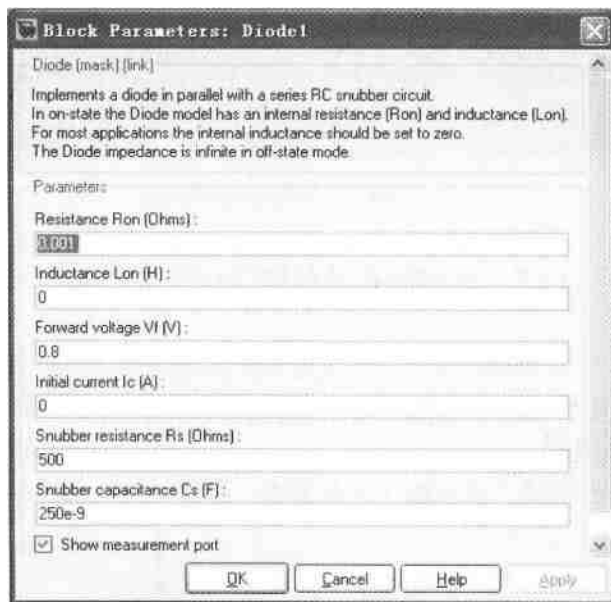 Block Parameters: Diode1
Diode (mask) (link)
Implements a diode in parallel with a series RC snubber circuit.
In on-state the Diode model has an internal resistance (Ron) and inductance (Lon).
For most applications the internal inductance should be set to zero.
The Diode impedance is infinite in off-state mode.
Parameters
Resistance Ron (Ohms) :
0.001
Inductance Lon (H) :
0
Forward voltage Vf (V) :
0.8
Initial current Ic (A) :
0
Snubber resistance Rs (Ohms) :
500
Snubber capacitance Cs (F) :
250e-9
Show measurement port
OK Cancel Help Apply